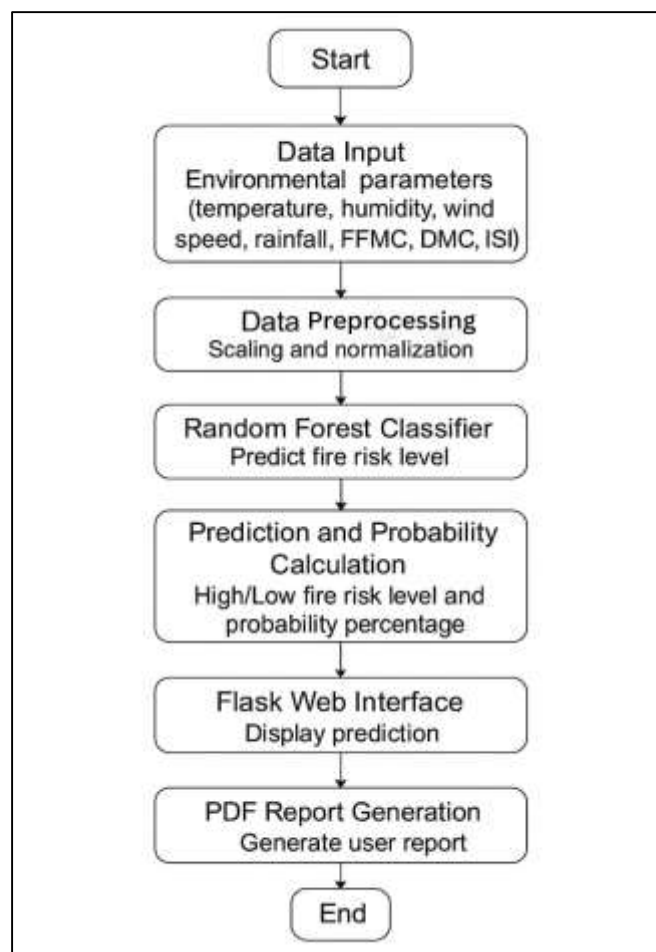 Start
Data Input
Environmental parameters
(temperature, humidity, wind
speed, rainfall, FFMC, DMC, ISI)
Data Preprocessing
Scaling and normalization
Random Forest Classifier
Predict fire risk level
Prediction and Probability
Calculation
High/Low fire risk level and
probability percentage
Flask Web Interface
Display prediction
PDF Report Generation
Generate user report
End